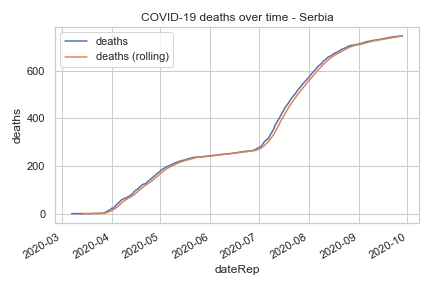 COVID-19 deaths over time - Serbia
deaths
deaths (rolling)
deaths
600
400
200
0
2020-03
2020-04
2020-05
2020-06
2020-07
2020-08
2020-09
2020-10
dateRep